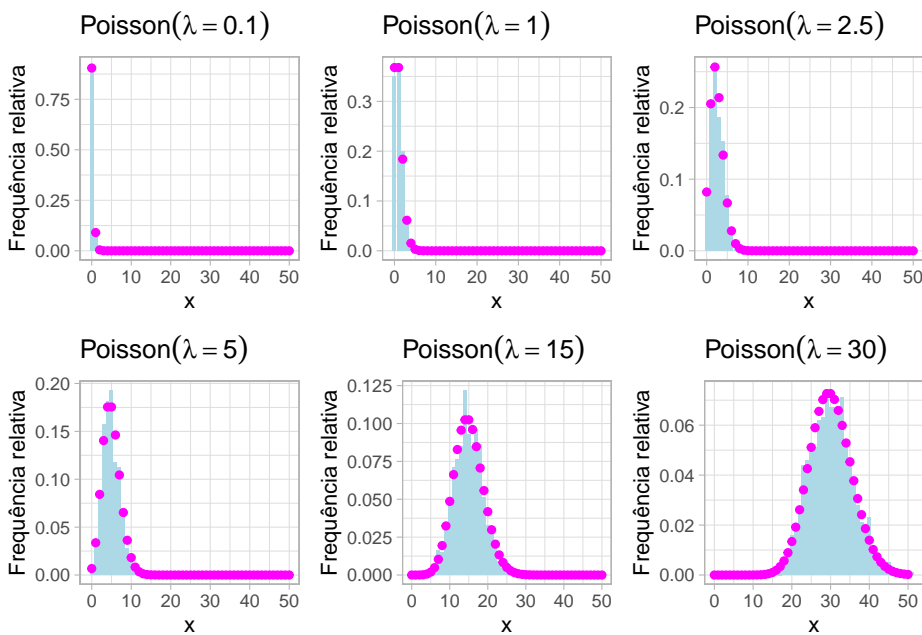 Poisson(λ = 0.1)
Frequência relativa
0.75
0.50
0.25
0.00
0 10 20 30 40 50
x
Poisson(λ = 1)
Frequência relativa
0.3
0.2
0.1
0.0
0 10 20 30 40 50
x
Poisson(λ = 2.5)
Frequência relativa
0.2
0.1
0.0
0 10 20 30 40 50
x
Poisson(λ = 5)
Frequência relativa
0.20
0.15
0.10
0.05
0.00
0 10 20 30 40 50
x
Poisson(λ = 15)
Frequência relativa
0.125
0.100
0.075
0.050
0.025
0.000
0 10 20 30 40 50
x
Poisson(λ = 30)
Frequência relativa
0.06
0.04
0.02
0.00
0 10 20 30 40 50
x